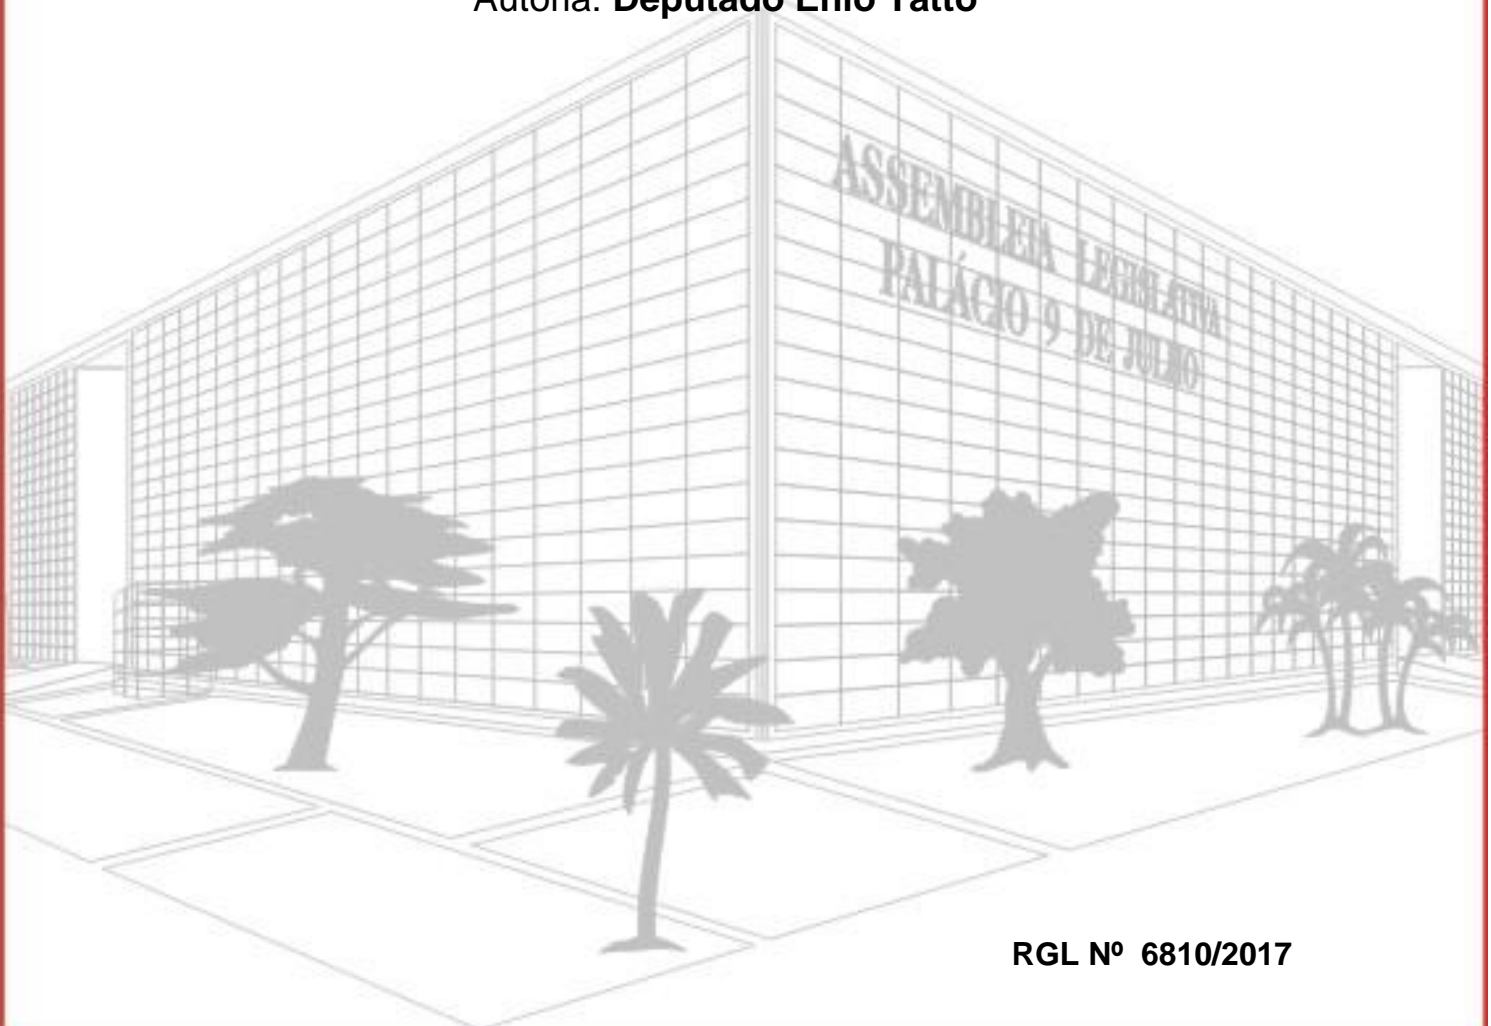 Autoria: Deputado Enio Tatto
ASSEMBLEIA LEGISLATIVA
PALÁCIO 9 DE JULHO
RGL Nº 6810/2017